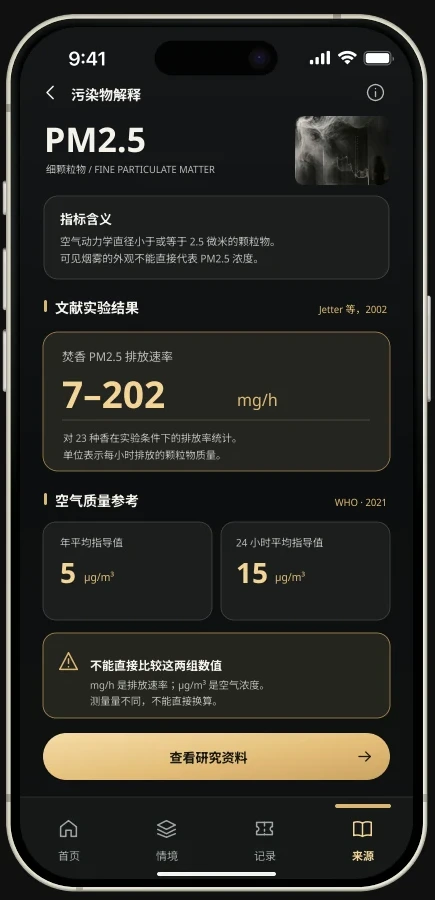 9:41
污染物解释
PM2.5
细颗粒物 / FINE PARTICULATE MATTER
指标含义
空气动力学直径小于或等于 2.5 微米的颗粒物。
可见烟雾的外观不能直接代表 PM2.5 浓度。
文献实验结果
Jetter 等，2002
焚香 PM2.5 排放速率
7–202 mg/h
对 23 种香在实验条件下的排放率统计。
单位表示每小时排放的颗粒物质量。
空气质量参考
WHO · 2021
年平均指导值
5 μg/m³
24 小时平均指导值
15 μg/m³
不能直接比较这两组数值
mg/h 是排放速率；μg/m³ 是空气浓度。
测量量不同，不能直接换算。
查看研究资料
首页
情境
记录
来源